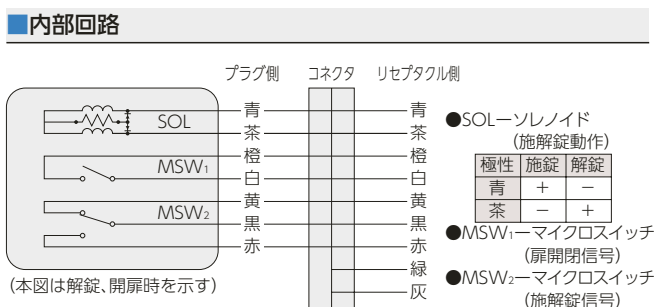 ■内部回路
プラグ側 コネクタ リセプタクル側
SOL 青 青
茶 茶
橙 橙
MSW1 白 白
黄 黄
MSW2 黒 黒
赤 赤
緑
灰
(本図は解錠、開扉時を示す)
●SOLーソレノイド
(施解錠動作)
極性 施錠 解錠
青 + −
茶 − +
●MSW1ーマイクロスイッチ
(扉開閉信号)
●MSW2ーマイクロスイッチ
(施解錠信号)